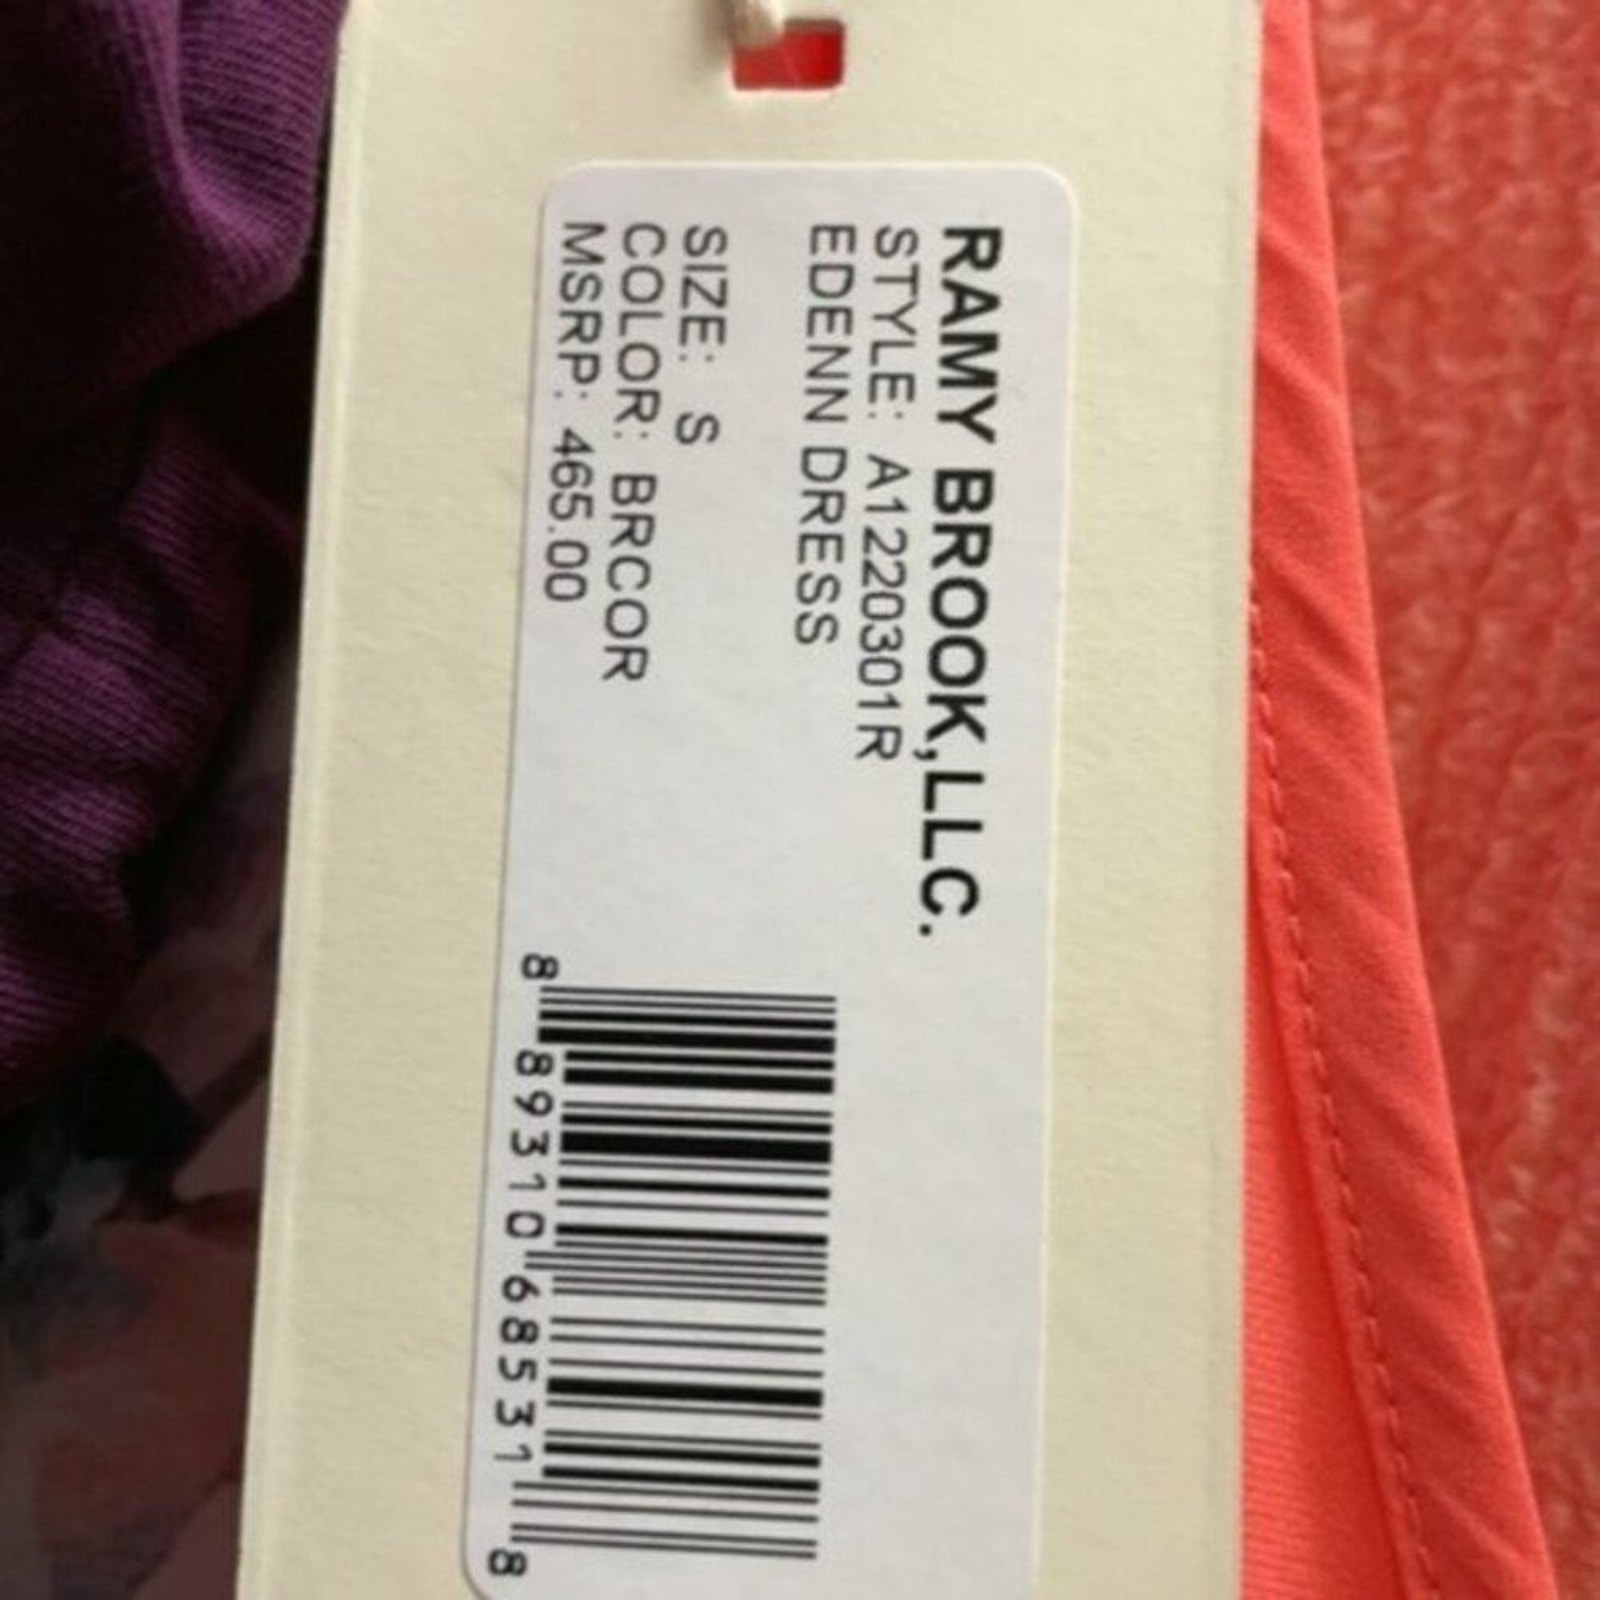 RAMY BROOK,LLC.
STYLE: A1220301R
EDENN DRESS
SIZE: S
COLOR: BRCOR
MSRP: 465.00
8 89310 68531 8